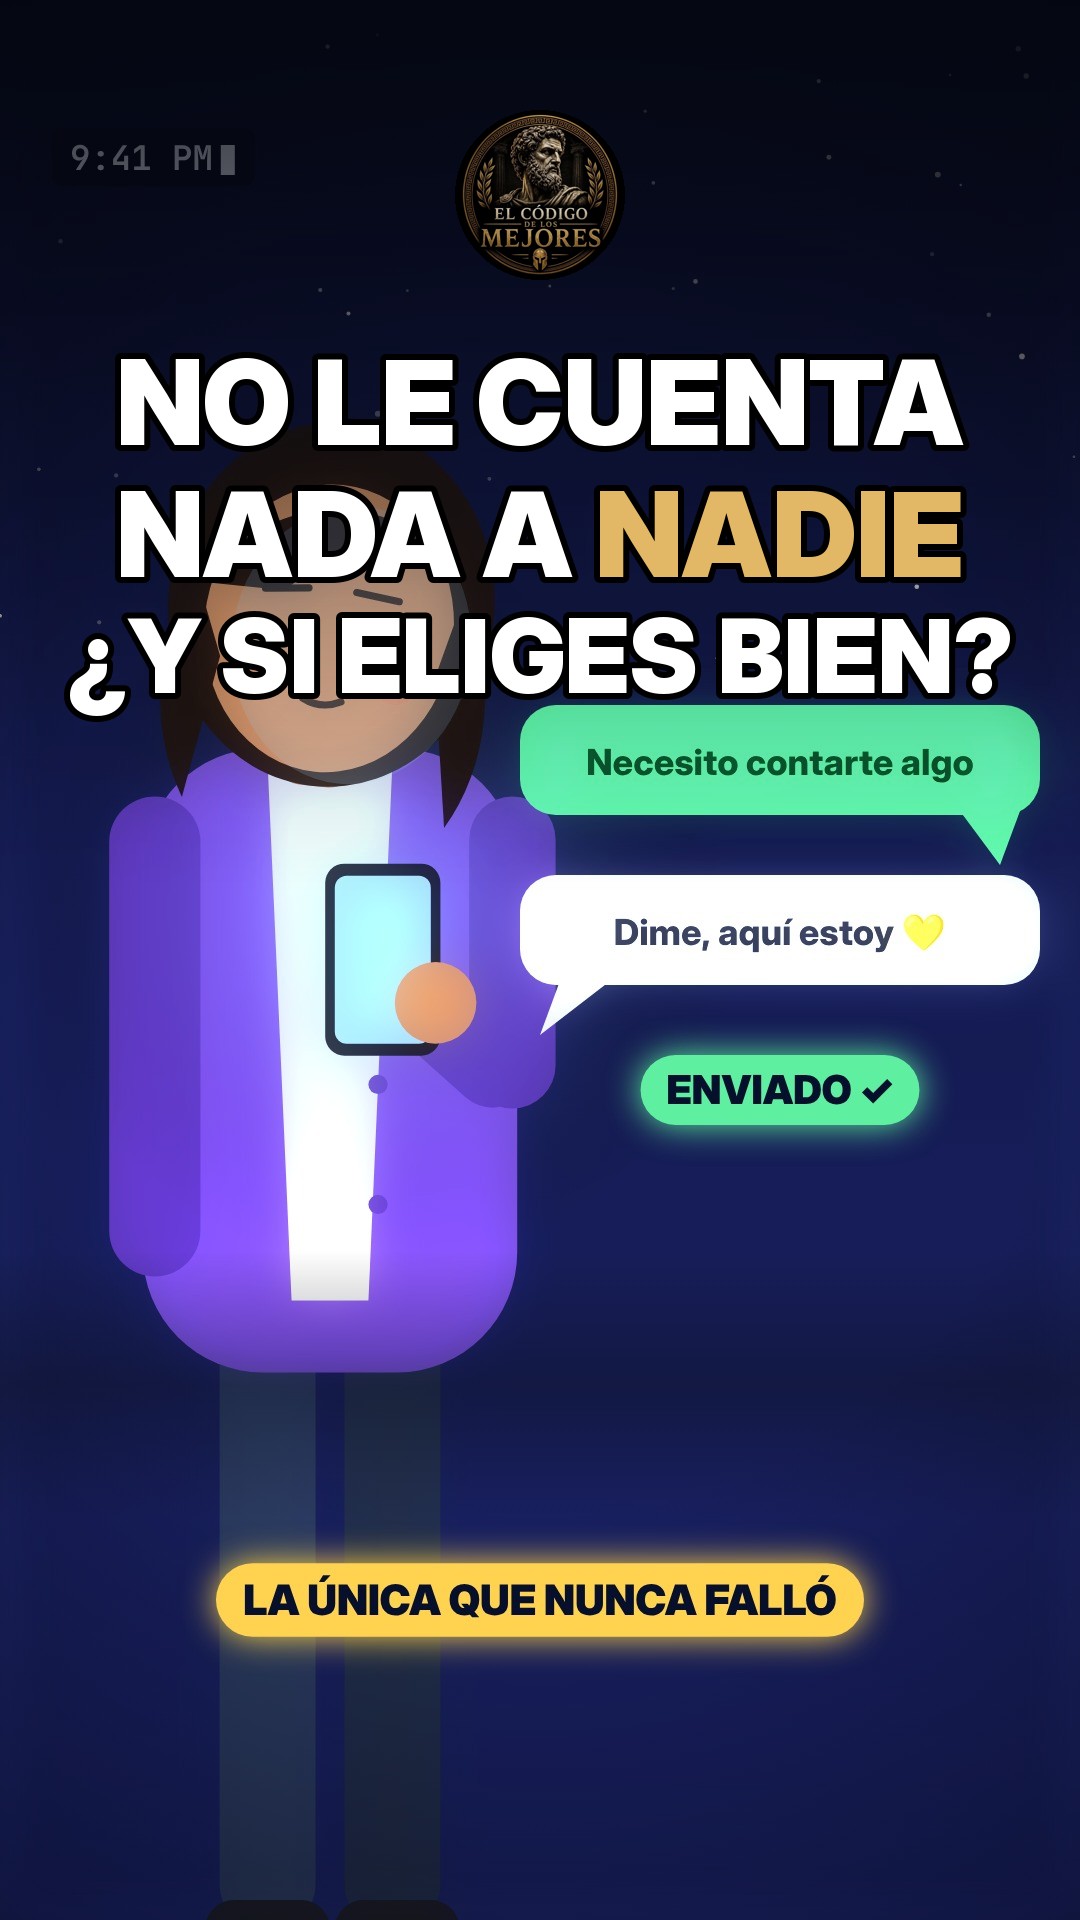 9:41 PM
EL CÓDIGO
DE LOS
MEJORES
NO LE CUENTA
NADA A NADIE
¿Y SI ELIGES BIEN?
Necesito contarte algo
Dime, aquí estoy 💛
ENVIADO ✓
LA ÚNICA QUE NUNCA FALLÓ